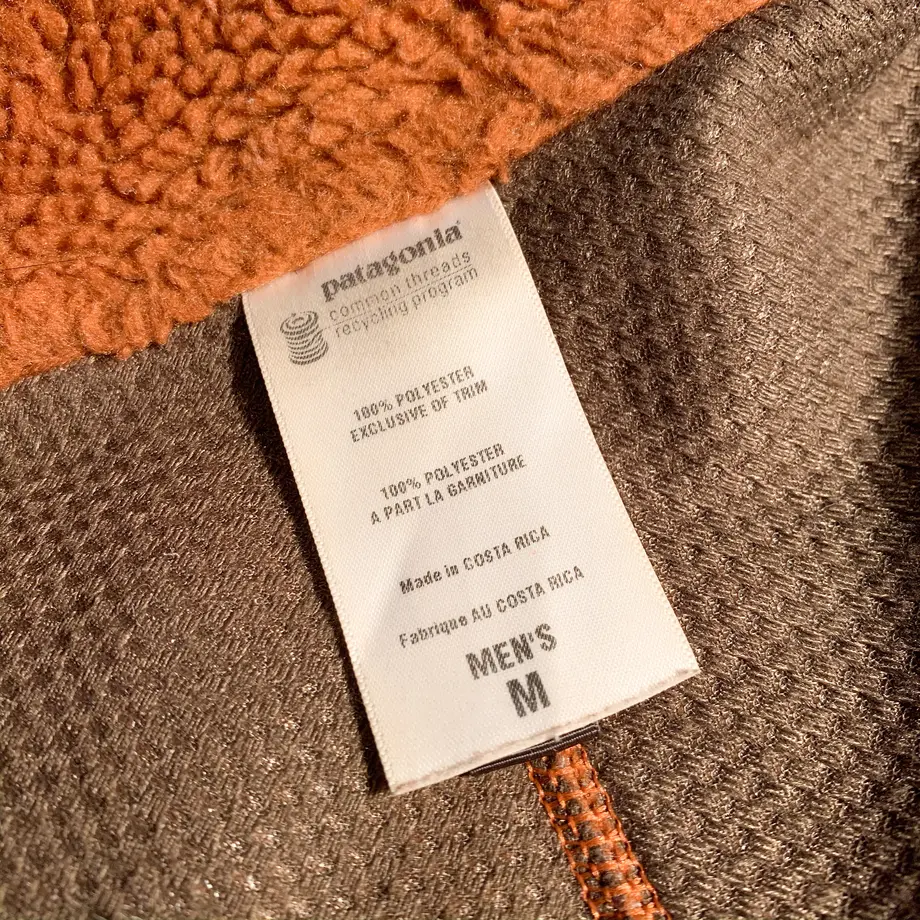 patagonia
common threads
recycling program
100% POLYESTER
EXCLUSIVE OF TRIM
100% POLYESTER
A PART LA GARNITURE
Made in COSTA RICA
Fabrique AU COSTA RICA
MEN'S
M